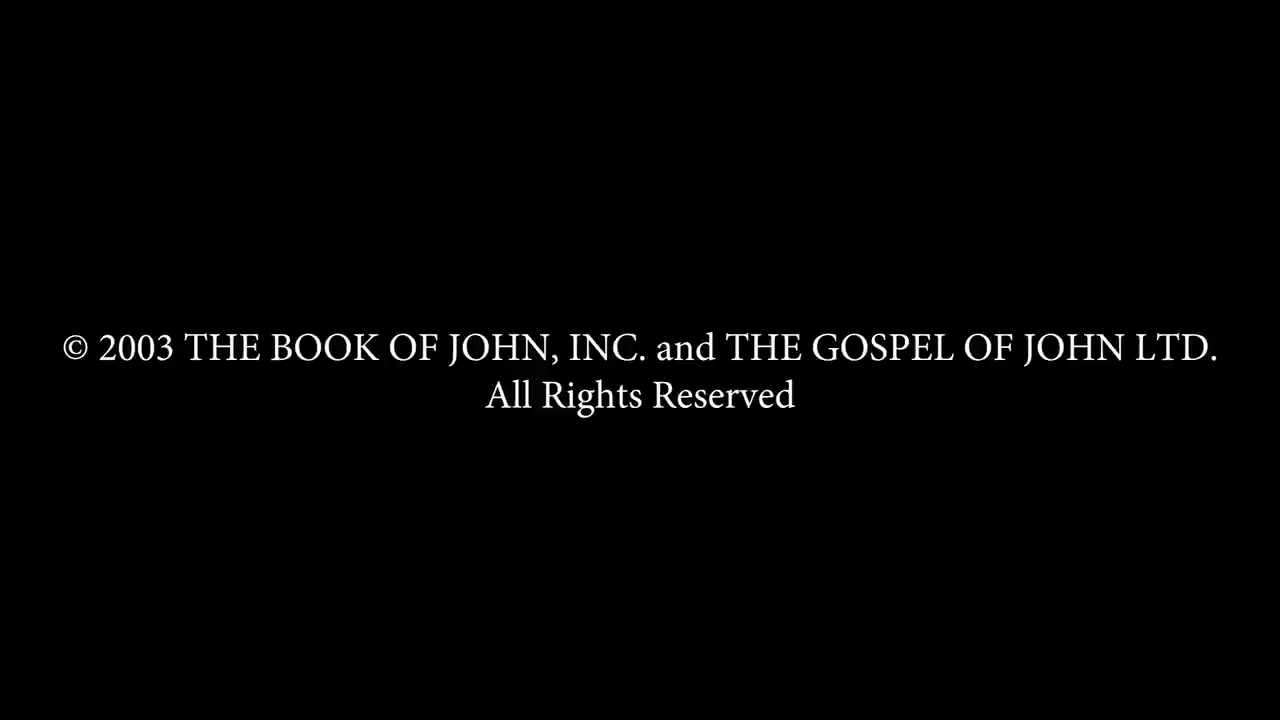 © 2003 THE BOOK OF JOHN, INC. and THE GOSPEL OF JOHN LTD.
All Rights Reserved